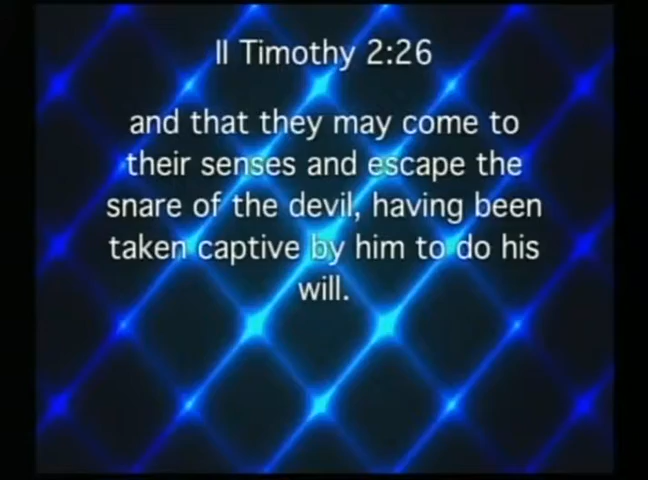 II Timothy 2:26
and that they may come to
their senses and escape the
snare of the devil, having been
taken captive by him to do his
will.